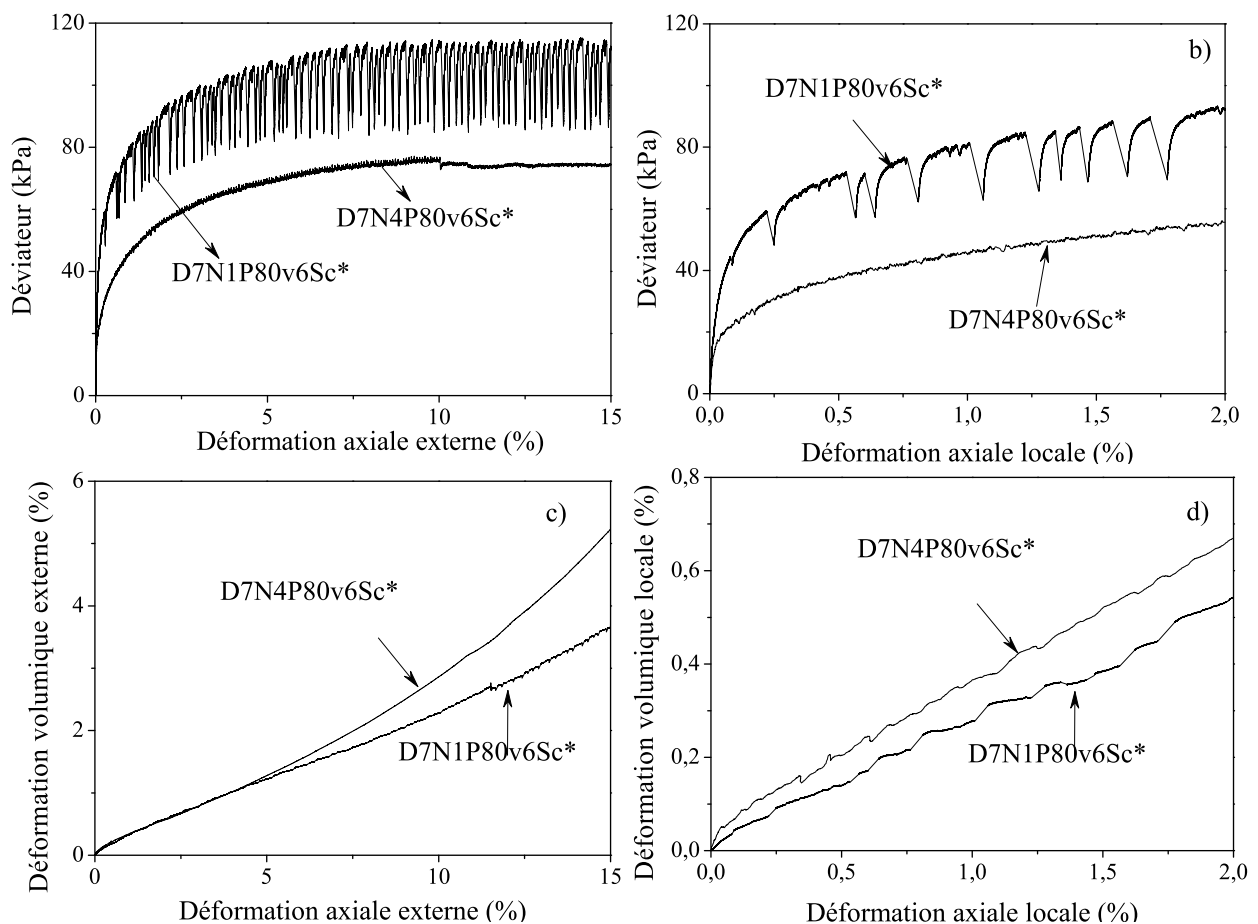 120
80
40
0
Déviateur (kPa)
D7N4P80v6Sc*
D7N1P80v6Sc*
0
5
10
15
Déformation axiale externe (%)
120
80
40
0
Déviateur (kPa)
b)
D7N1P80v6Sc*
D7N4P80v6Sc*
0,0
0,5
1,0
1,5
2,0
Déformation axiale locale (%)
6
4
2
0
Déformation volumique externe (%)
c)
D7N4P80v6Sc*
D7N1P80v6Sc*
0
5
10
15
Déformation axiale externe (%)
0,8
0,6
0,4
0,2
0,0
Déformation volumique locale (%)
d)
D7N4P80v6Sc*
D7N1P80v6Sc*
0,0
0,5
1,0
1,5
2,0
Déformation axiale locale (%)